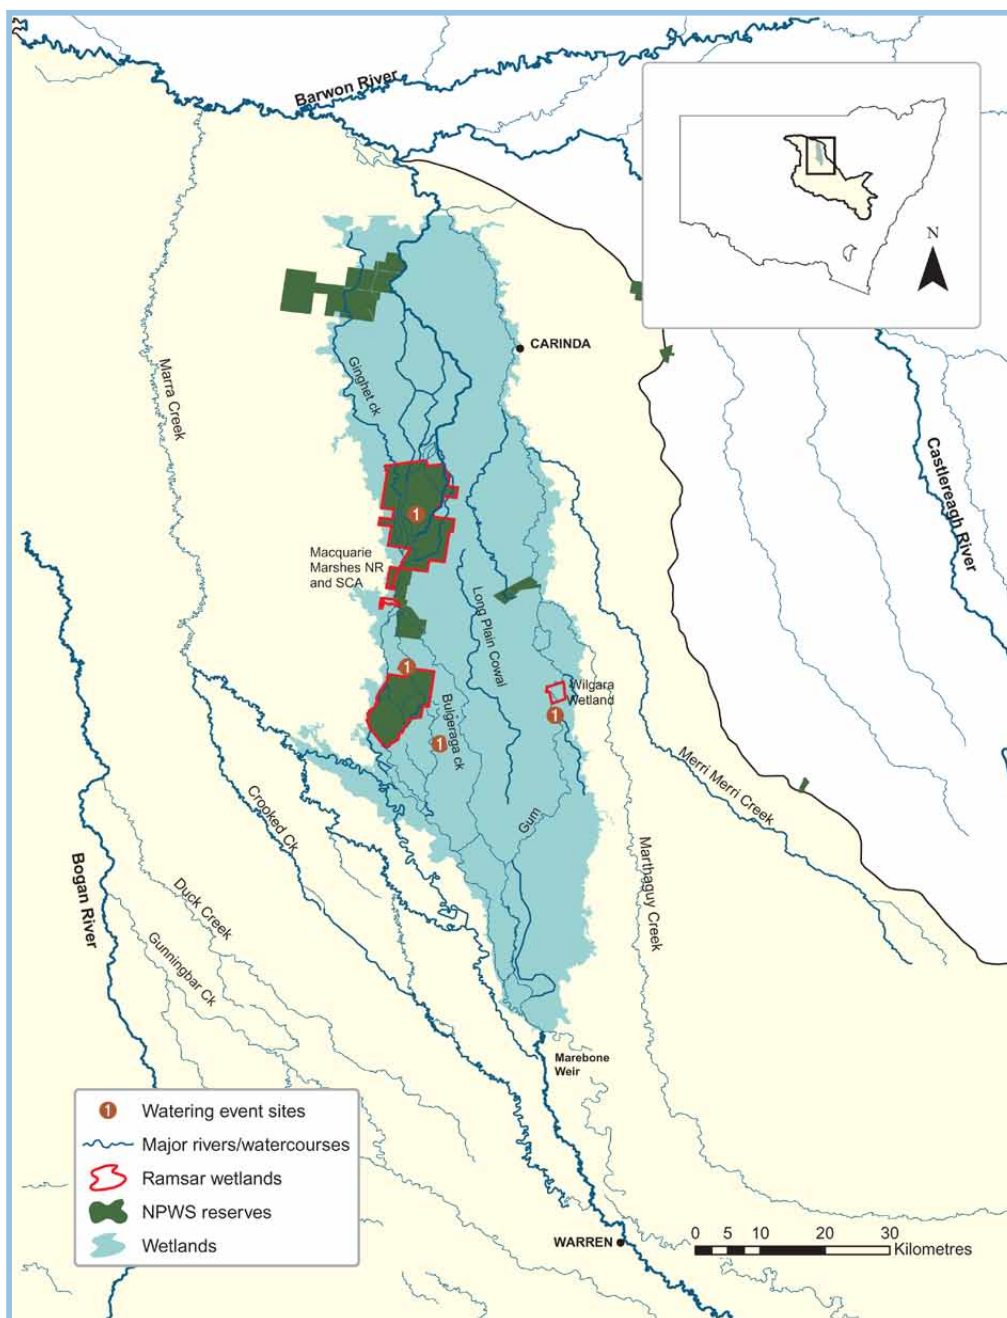 Barwon River
N
CARINDA
Ginghet ck
Marra Creek
Castlereagh River
1
Macquarie
Marshes NR
and SCA
Long Plain Cowal
1
Wilgara
Wetland
1
Bulgeraga ck
1
Merri Merri Creek
Crooked Ck
Gum
Marthaguy Creek
Bogan River
Duck Creek
Gunningbar Ck
Marebone
Weir
1 Watering event sites
Major rivers/watercourses
Ramsar wetlands
NPWS reserves
Wetlands
WARREN
0 5 10 20 30
Kilometres